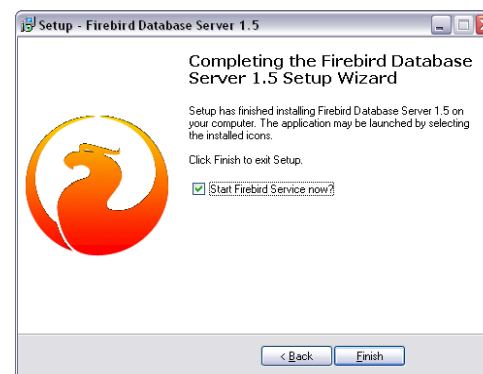 Setup - Firebird Database Server 1.5
Completing the Firebird Database
Server 1.5 Setup Wizard
Setup has finished installing Firebird Database Server 1.5 on
your computer. The application may be launched by selecting
the installed icons.
Click Finish to exit Setup.
Start Firebird Service now?
< Back
Finish